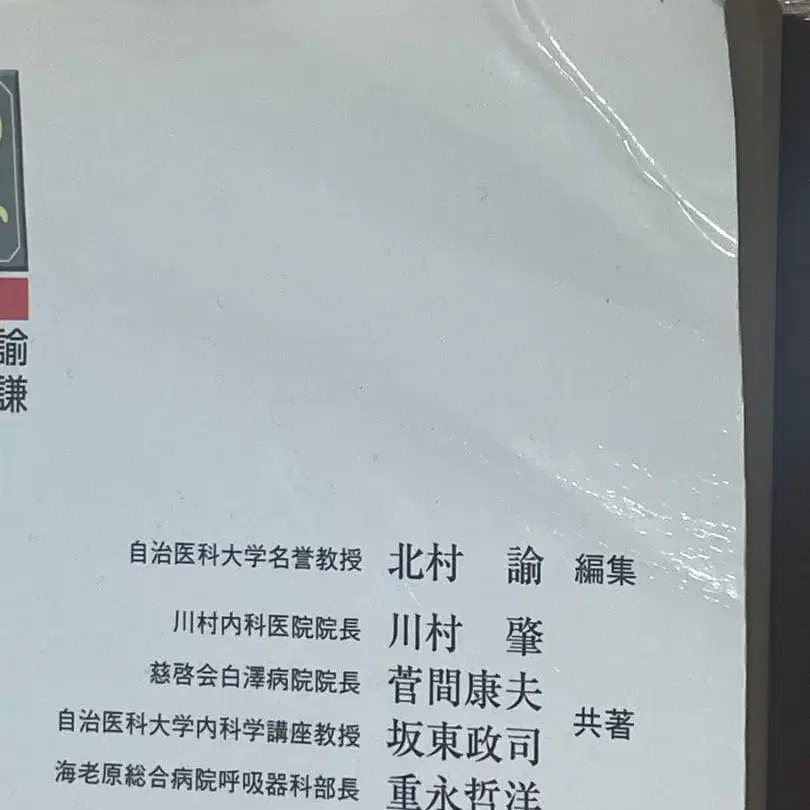 諭
謙
自治医科大学名誉教授 北村 諭 編集
川村内科医院院長 川村 肇
慈啓会白澤病院院長 菅間康夫
共著
自治医科大学内科学講座教授 坂東政司
海老原総合病院呼吸器科部長 重永哲洋